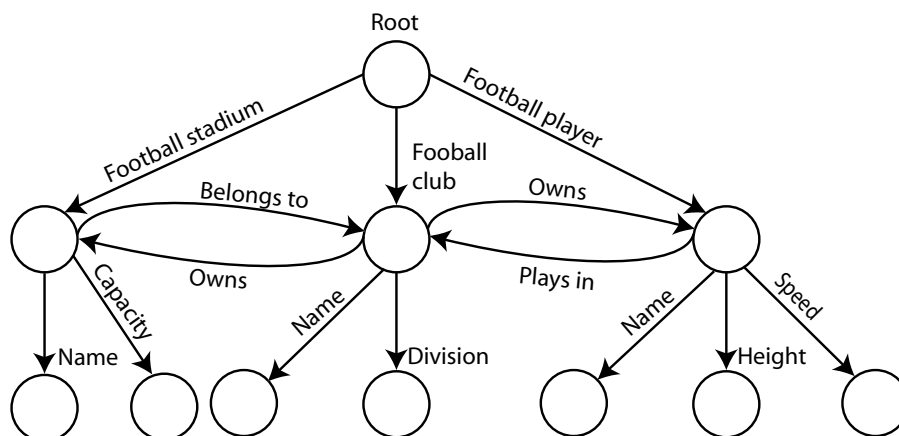 Root
Football stadium
Fooball
club
Football player
Belongs to
Owns
Owns
Plays in
Name
Capacity
Name
Division
Name
Height
Speed